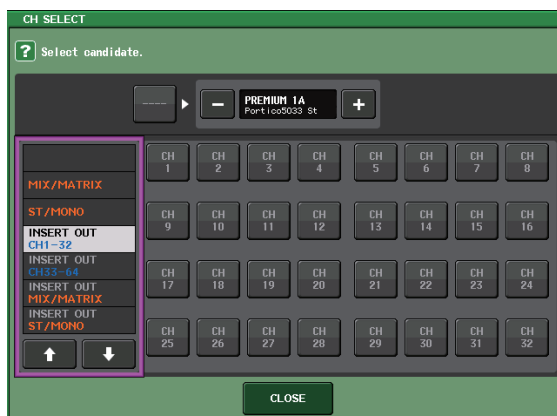 CH SELECT
? Select candidate.
----
− PREMIUM 1A +
Portico5033 St
MIX/MATRIX
ST/MONO
INSERT OUT
CH1-32
INSERT OUT
CH33-64
INSERT OUT
MIX/MATRIX
INSERT OUT
ST/MONO
CH 1
CH 2
CH 3
CH 4
CH 5
CH 6
CH 7
CH 8
CH 9
CH 10
CH 11
CH 12
CH 13
CH 14
CH 15
CH 16
CH 17
CH 18
CH 19
CH 20
CH 21
CH 22
CH 23
CH 24
CH 25
CH 26
CH 27
CH 28
CH 29
CH 30
CH 31
CH 32
CLOSE